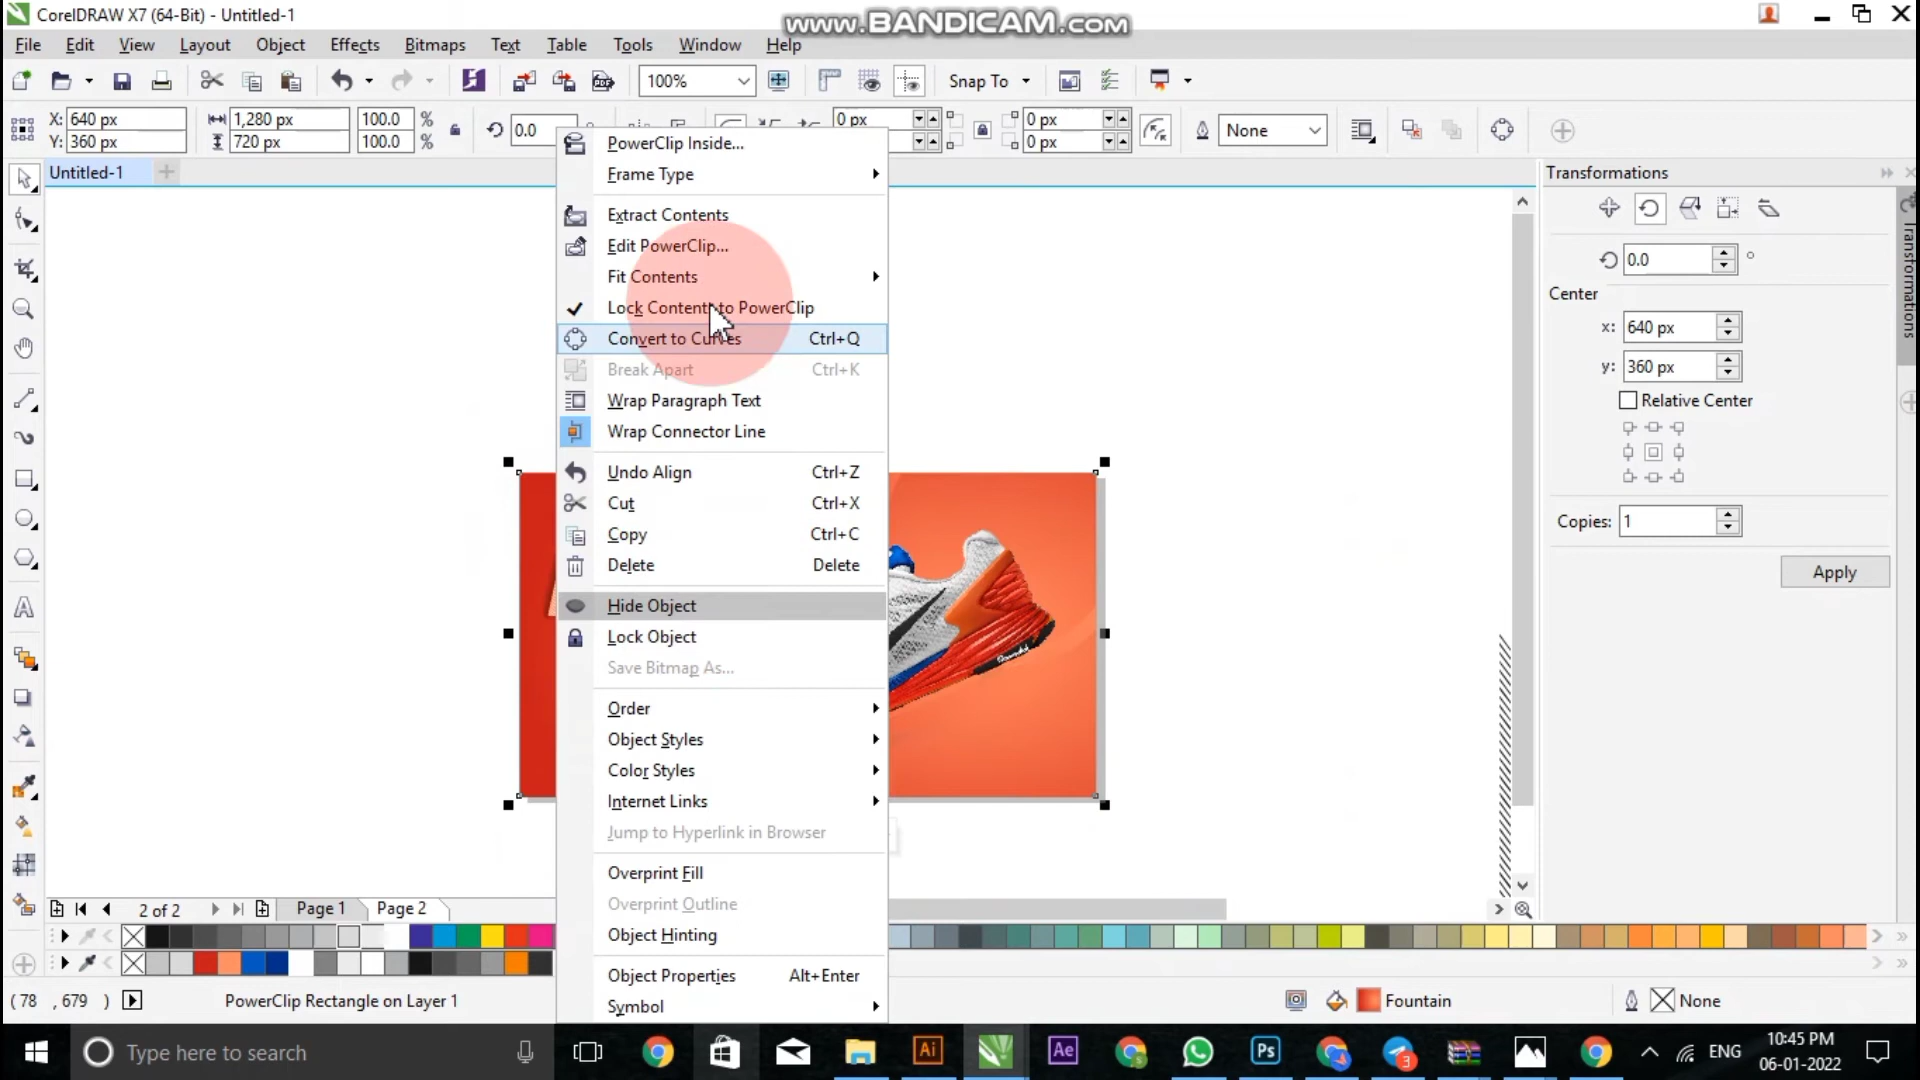 CorelDRAW X7 (64-Bit) - Untitled-1
www.BANDICAM.com
File Edit View Layout Object Effects Bitmaps Text Table Tools Window Help
100% Snap To
X: 640 px 1,280 px 100.0 % 0.0 0 px 0 px None
Y: 360 px 720 px 100.0 % 0 px
Untitled-1
Transformations
PowerClip Inside...
Frame Type
Extract Contents
Edit PowerClip...
Fit Contents
Lock Contents to PowerClip
Convert to Curves Ctrl+Q
Break Apart Ctrl+K
Wrap Paragraph Text
Wrap Connector Line
Undo Align Ctrl+Z
Cut Ctrl+X
Copy Ctrl+C
Delete Delete
Hide Object
Lock Object
Save Bitmap As...
Order
Object Styles
Color Styles
Internet Links
Jump to Hyperlink in Browser
Overprint Fill
Overprint Outline
Object Hinting
Object Properties Alt+Enter
Symbol
0.0 °
Center
x: 640 px
y: 360 px
Relative Center
Copies: 1
Apply
Transformations
2 of 2 Page 1 Page 2
( 78 , 679 ) PowerClip Rectangle on Layer 1 Fountain None
Type here to search
Ai
Ae
Ps
3
ENG
10:45 PM
06-01-2022